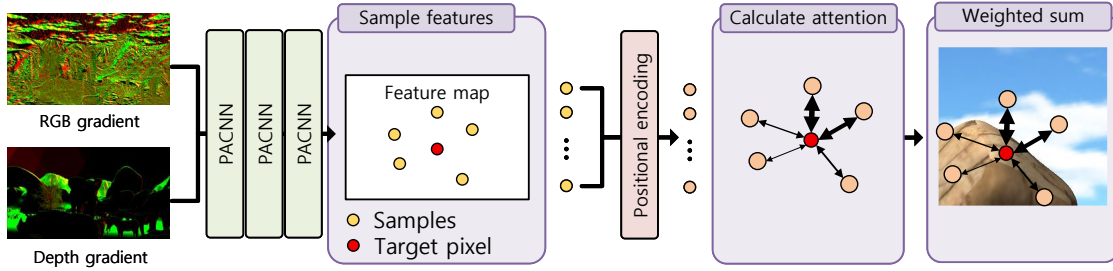 RGB gradient
Depth gradient
PACNN
PACNN
PACNN
Sample features
Feature map
Samples
Target pixel
Positional encoding
Calculate attention
Weighted sum